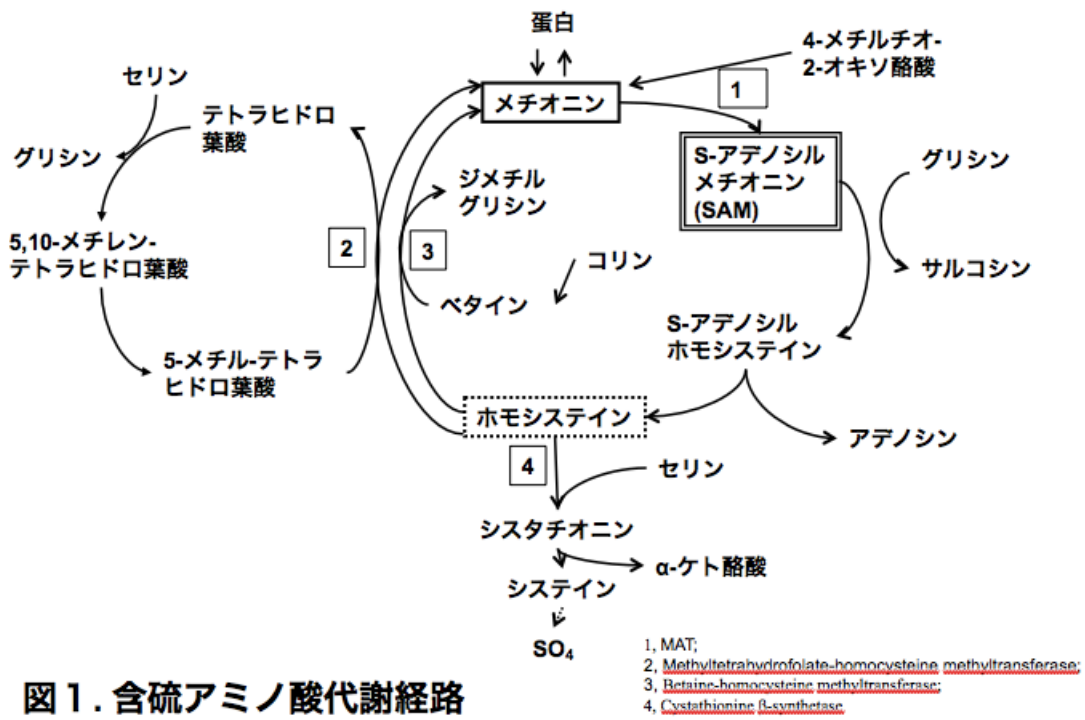 蛋白
4-メチルチオ-
2-オキソ酪酸
セリン
1
メチオニン
テトラヒドロ
葉酸
グリシン
S-アデノシル
メチオニン
(SAM)
グリシン
ジメチル
グリシン
5,10-メチレン-
テトラヒドロ葉酸
2
3
コリン
サルコシン
ベタイン
S-アデノシル
ホモシステイン
5-メチル-テトラ
ヒドロ葉酸
ホモシステイン
アデノシン
4
セリン
シスタチオニン
α-ケト酪酸
システイン
SO4
1, MAT;
2, Methyltetrahydrofolate-homocysteine methyltransferase;
3, Betaine-homocysteine methyltransferase;
4, Cystathionine ß-synthetase
図1. 含硫アミノ酸代謝経路